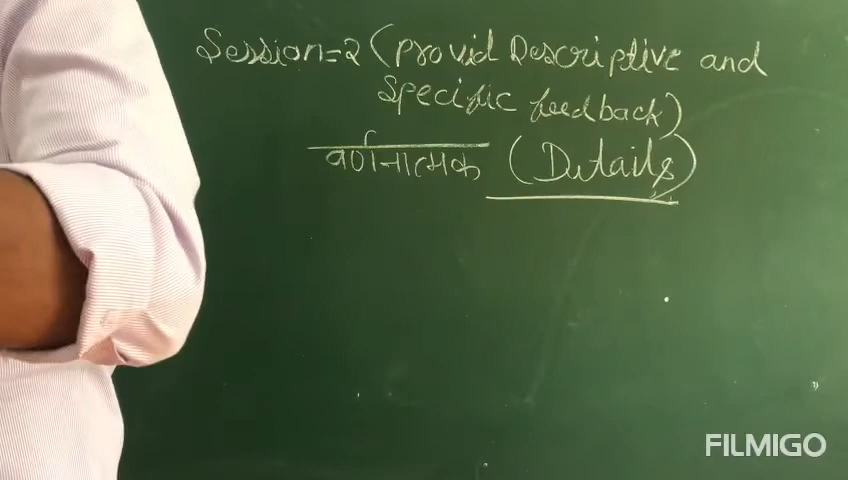 Session=2 (Provid Descriptive and
Specific feedback)
वर्णनात्मक (Details)
FILMIGO